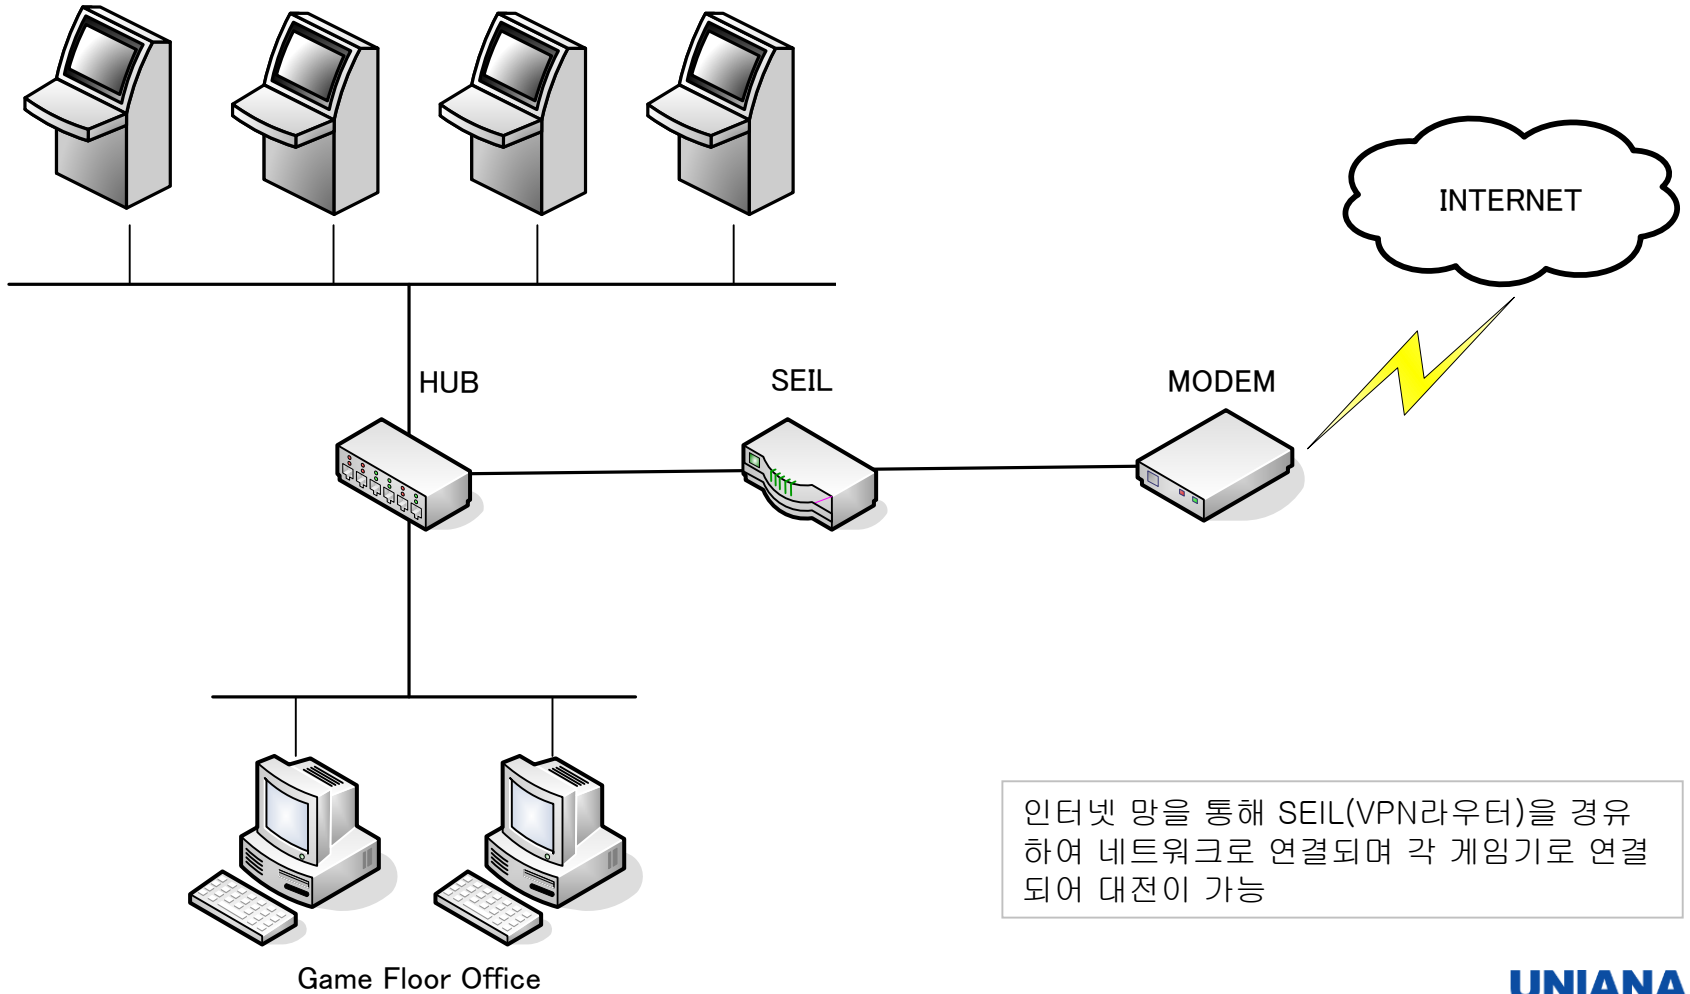 INTERNET
HUB
SEIL
MODEM
인터넷 망을 통해 SEIL(VPN라우터)을 경유
하여 네트워크로 연결되며 각 게임기로 연결
되어 대전이 가능
Game Floor Office
UNIANA